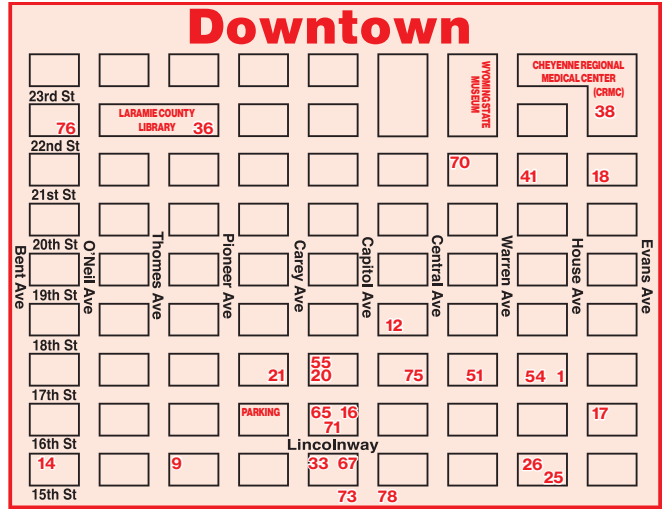 Downtown
WYOMING STATE
MUSEUM
CHEYENNE REGIONAL
MEDICAL CENTER
(CRMC)
38
23rd St
76
LARAMIE COUNTY
LIBRARY 36
22nd St
70
41
18
21st St
Bent Ave
20th St
O'Neil Ave
Thomes Ave
Pioneer Ave
Carey Ave
Capitol Ave
Central Ave
Warren Ave
House Ave
Evans Ave
19th St
12
18th St
21
55
20
75
51
54 1
17th St
PARKING
65 16
71
17
16th St
Lincolnway
14
9
33 67
26
25
15th St
73 78